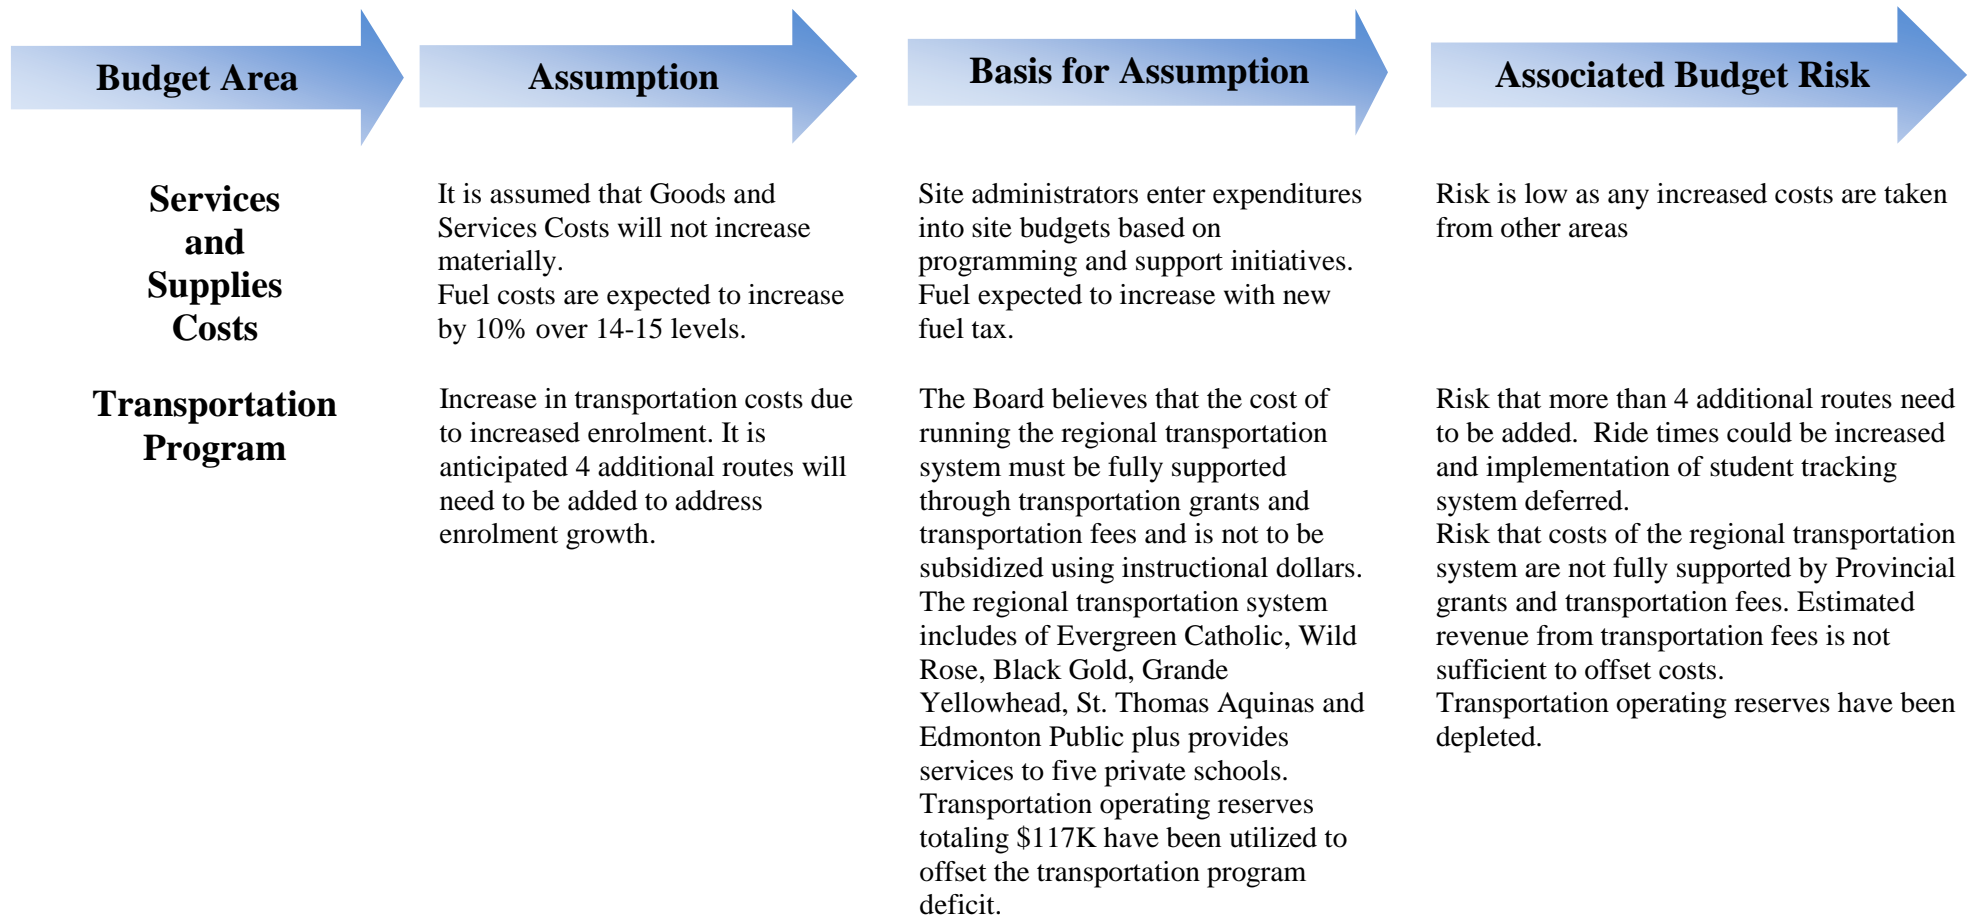 Budget Area
Assumption
Basis for Assumption
Associated Budget Risk
Services
and
Supplies
Costs
It is assumed that Goods and
Services Costs will not increase
materially.
Fuel costs are expected to increase
by 10% over 14-15 levels.
Site administrators enter expenditures
into site budgets based on
programming and support initiatives.
Fuel expected to increase with new
fuel tax.
Risk is low as any increased costs are taken
from other areas
Transportation
Program
Increase in transportation costs due
to increased enrolment. It is
anticipated 4 additional routes will
need to be added to address
enrolment growth.
The Board believes that the cost of
running the regional transportation
system must be fully supported
through transportation grants and
transportation fees and is not to be
subsidized using instructional dollars.
The regional transportation system
includes of Evergreen Catholic, Wild
Rose, Black Gold, Grande
Yellowhead, St. Thomas Aquinas and
Edmonton Public plus provides
services to five private schools.
Transportation operating reserves
totaling $117K have been utilized to
offset the transportation program
deficit.
Risk that more than 4 additional routes need
to be added.  Ride times could be increased
and implementation of student tracking
system deferred.
Risk that costs of the regional transportation
system are not fully supported by Provincial
grants and transportation fees. Estimated
revenue from transportation fees is not
sufficient to offset costs.
Transportation operating reserves have been
depleted.